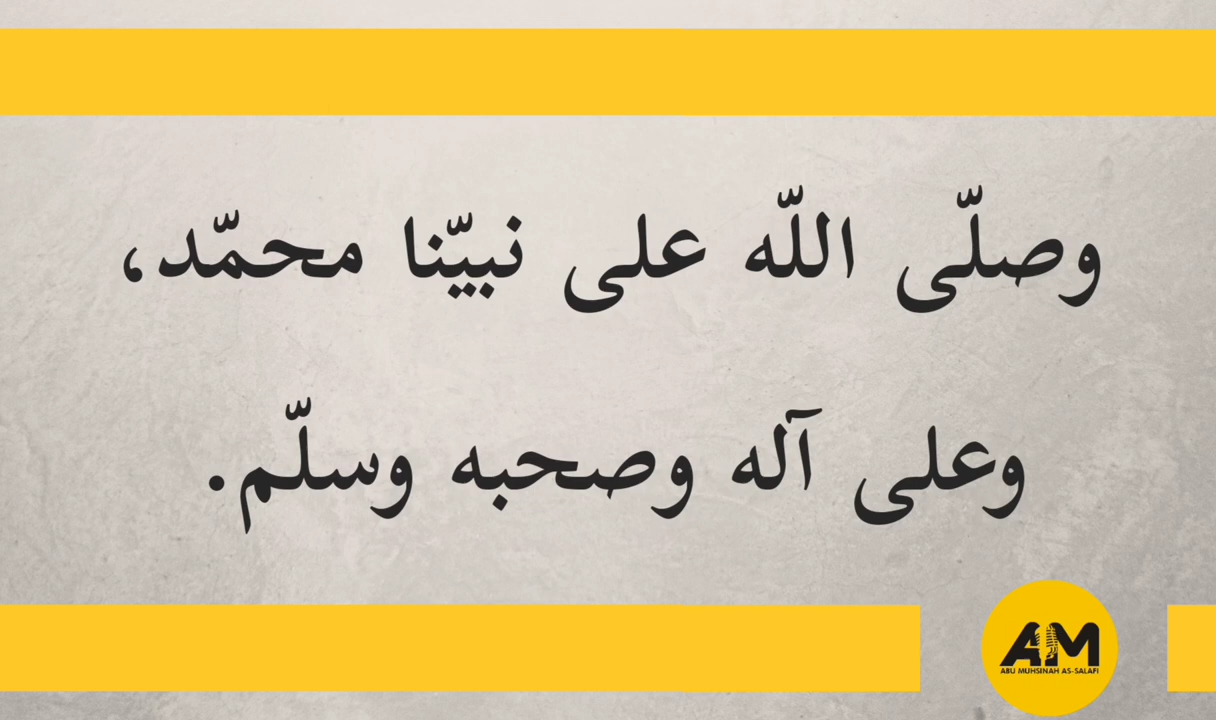 وصلّى اللّه على نبيّنا محمّد،
وعلى آله وصحبه وسلّم.
AM
ABU MUHSINAH AS-SALAFI